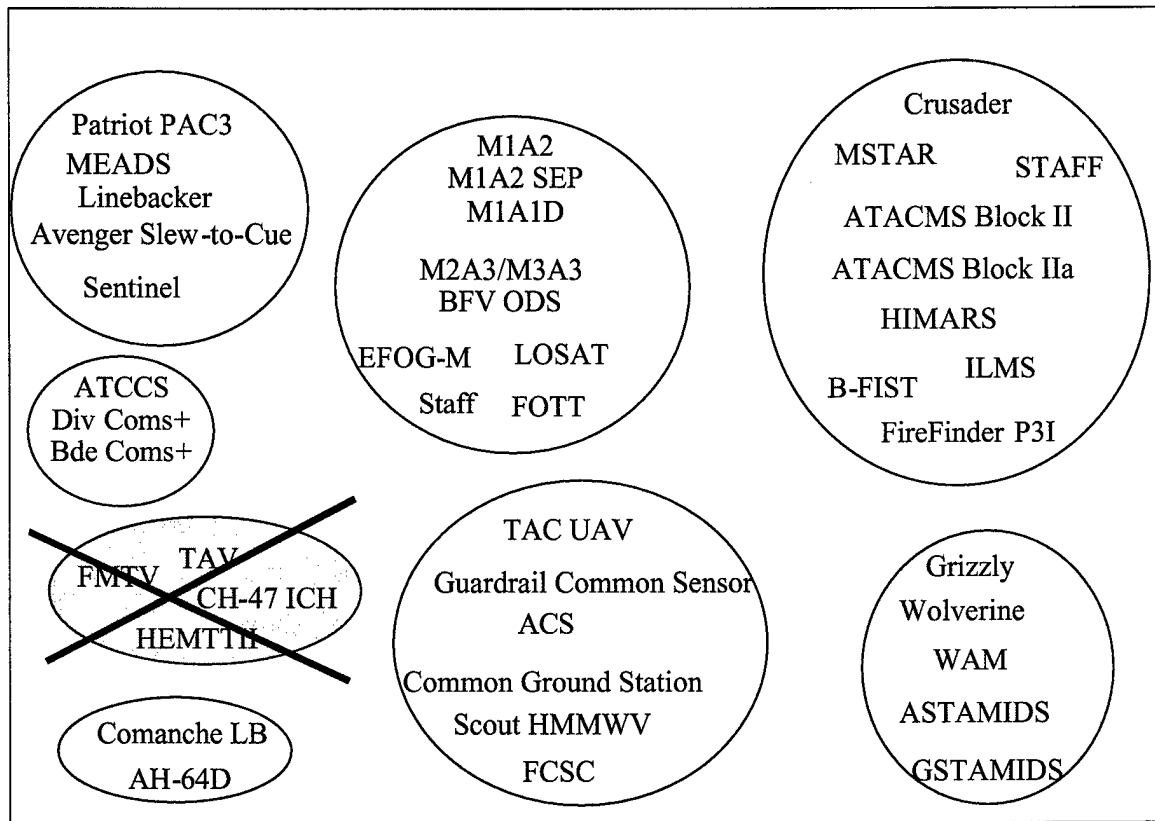 Patriot PAC3
MEADS
Linebacker
Avenger Slew-to-Cue
Sentinel
M1A2
M1A2 SEP
M1A1D
M2A3/M3A3
BFV ODS
EFOG-M LOSAT
Staff FOTT
Crusader
MSTAR STAFF
ATACMS Block II
ATACMS Block IIa
HIMARS
ILMS
B-FIST
FireFinder P3I
ATCCS
Div Coms+
Bde Coms+
TAV
FMTV
CH-47 ICH
HEMTTII
TAC UAV
Guardrail Common Sensor
ACS
Common Ground Station
Scout HMMWV
FCSC
Grizzly
Wolverine
WAM
ASTAMIDS
GSTAMIDS
Comanche LB
AH-64D